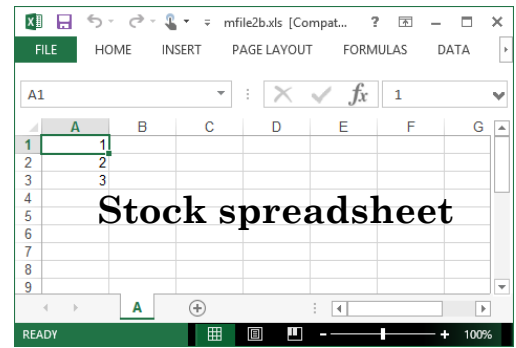 mfile2b.xls [Compat... ?
FILE HOME INSERT PAGE LAYOUT FORMULAS DATA
A1 fx 1
A B C D E F G
1 1
2 2
3 3
4
5
6
7
8
9
Stock spreadsheet
A
READY 100%